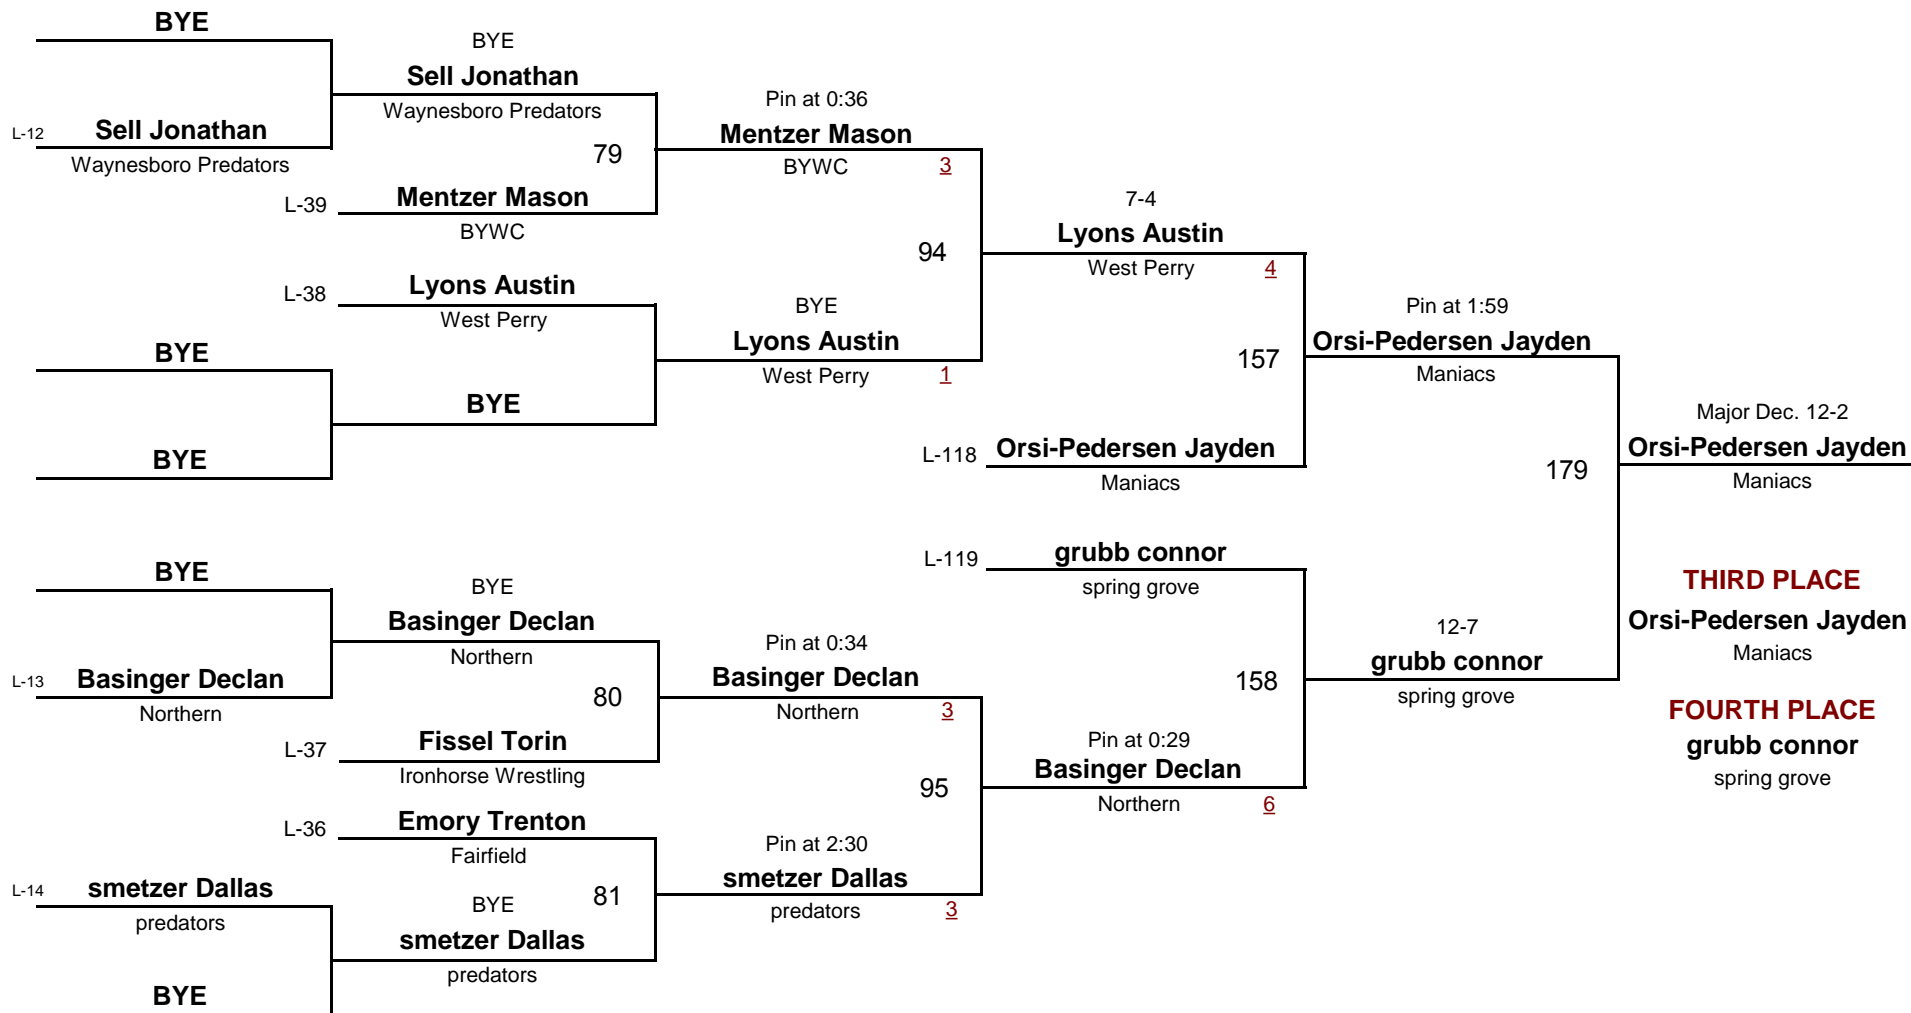 BYE
BYE
Sell Jonathan
Waynesboro Predators
L-12
Sell Jonathan
Waynesboro Predators
79
Pin at 0:36
Mentzer Mason
BYWC
3
L-39
Mentzer Mason
BYWC
94
7-4
Lyons Austin
West Perry
4
L-38
Lyons Austin
West Perry
BYE
Lyons Austin
West Perry
1
BYE
BYE
BYE
157
Pin at 1:59
Orsi-Pedersen Jayden
Maniacs
L-118
Orsi-Pedersen Jayden
Maniacs
179
Major Dec. 12-2
Orsi-Pedersen Jayden
Maniacs
L-119
grubb connor
spring grove
BYE
BYE
Basinger Declan
Northern
L-13
Basinger Declan
Northern
80
Pin at 0:34
Basinger Declan
Northern
3
L-37
Fissel Torin
Ironhorse Wrestling
158
12-7
grubb connor
spring grove
THIRD PLACE
Orsi-Pedersen Jayden
Maniacs
FOURTH PLACE
grubb connor
spring grove
95
Pin at 0:29
Basinger Declan
Northern
6
L-36
Emory Trenton
Fairfield
81
Pin at 2:30
smetzer Dallas
predators
3
L-14
smetzer Dallas
predators
BYE
smetzer Dallas
predators
BYE